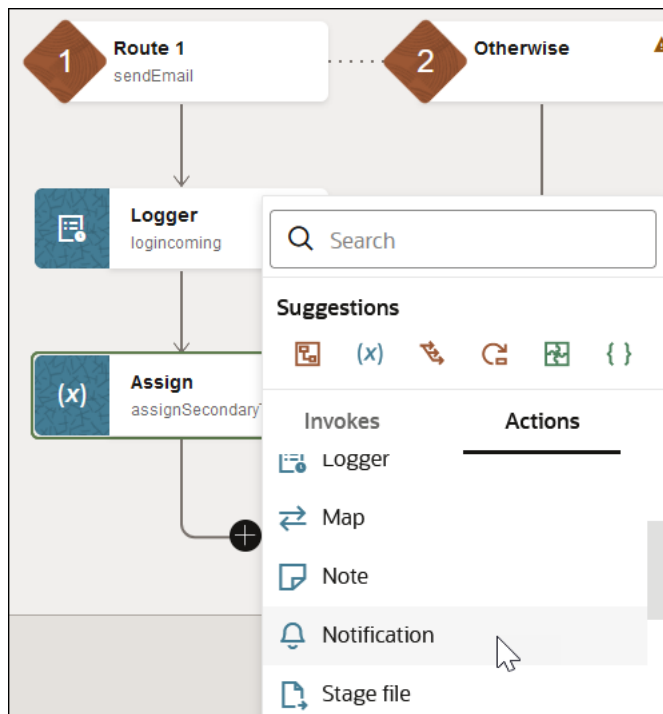 1
Route 1
sendEmail
2
Otherwise
Logger
logincoming
Search
Suggestions
(x)
{ }
(x)
Assign
assignSecondary
Invokes
Actions
Logger
Map
Note
Notification
Stage file